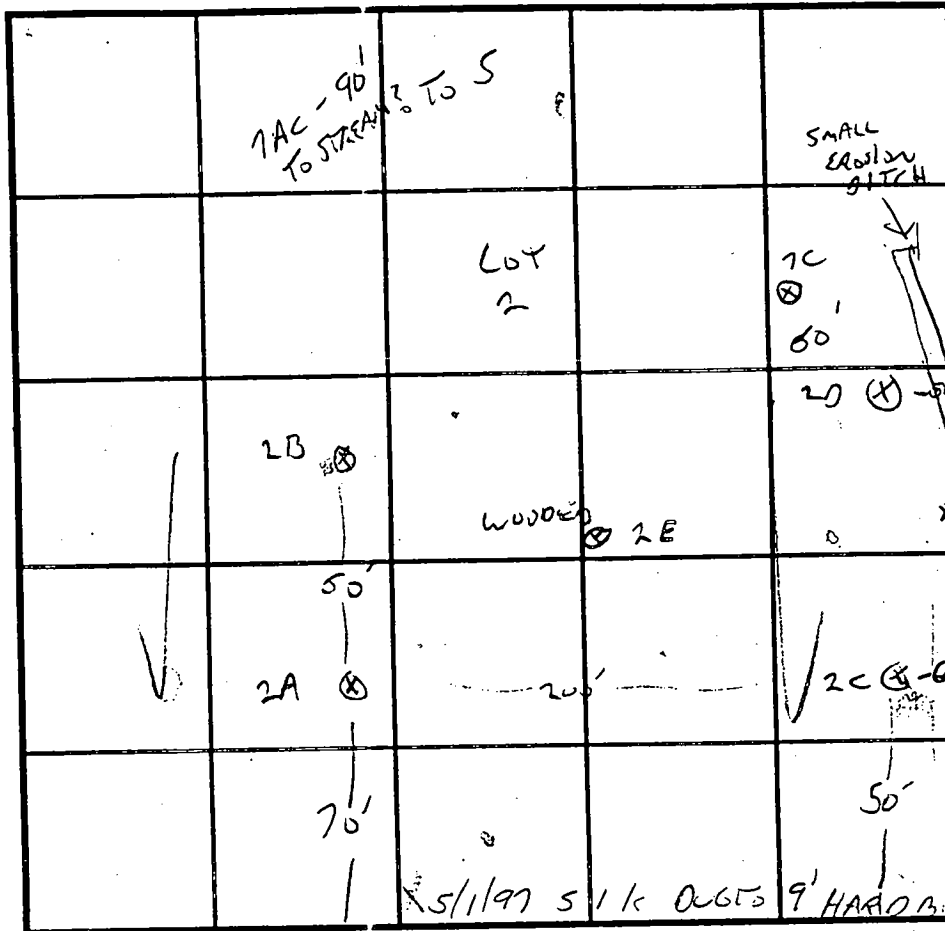 1AC - 90'
TO STREAM? TO S
SMALL
EROSION
DITCH
LOT
2
1C
60'
2D
2B
WOODED
2E
50'
2A
200'
2C
70'
50'
5/1/97 9' HARD